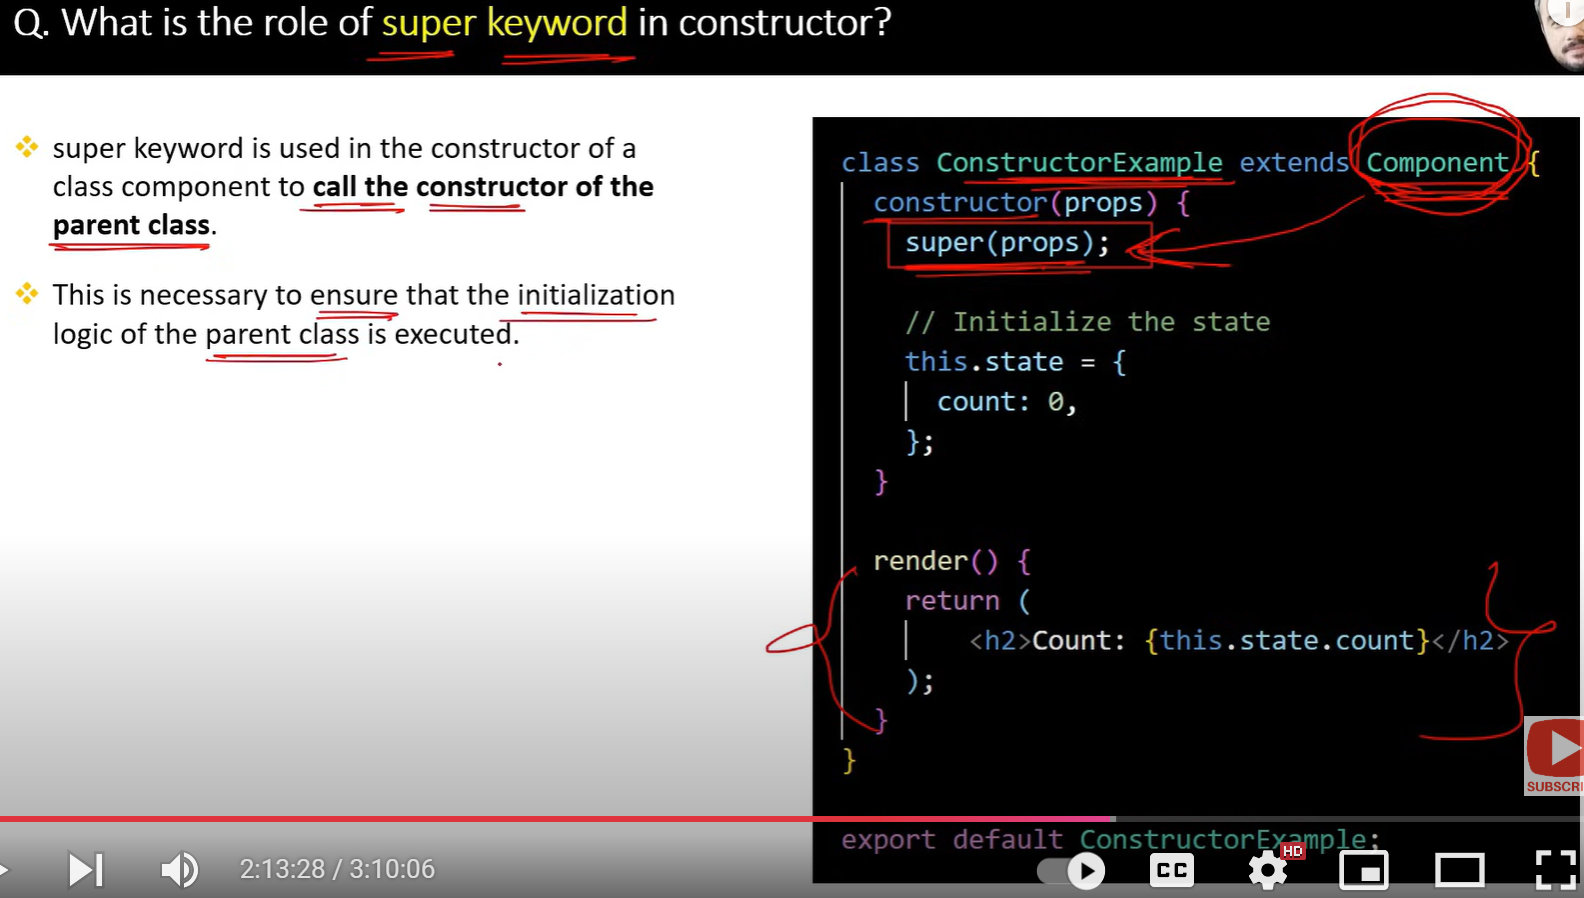 Q. What is the role of super keyword in constructor?
super keyword is used in the constructor of a
class component to call the constructor of the
parent class.
This is necessary to ensure that the initialization
logic of the parent class is executed.
class ConstructorExample extends Component {
constructor(props) {
super(props);
// Initialize the state
this.state = {
count: 0,
};
}
render() {
return (
<h2>Count: {this.state.count}</h2>
);
}
}
export default ConstructorExample;
SUBSCRI
2:13:28 / 3:10:06
CC
HD